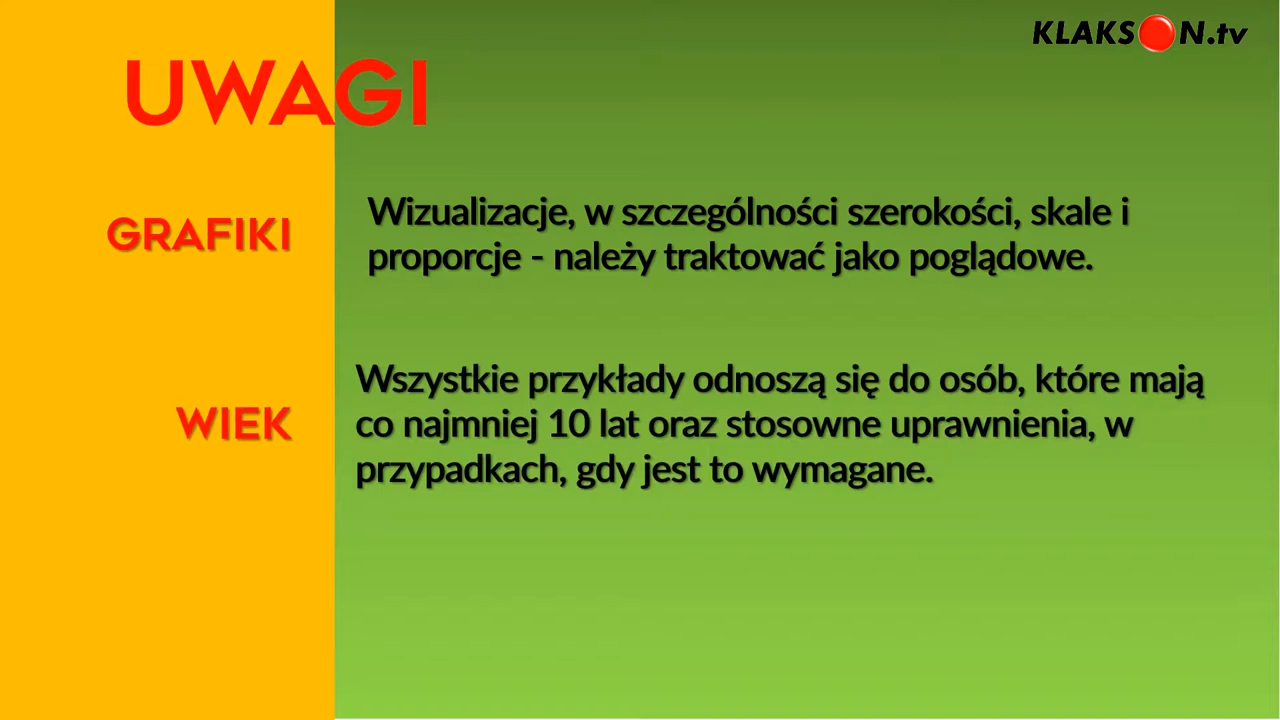 KLAKSON.tv
UWAGI
GRAFIKI
Wizualizacje, w szczególności szerokości, skale i
proporcje - należy traktować jako poglądowe.
WIEK
Wszystkie przykłady odnoszą się do osób, które mają
co najmniej 10 lat oraz stosowne uprawnienia, w
przypadkach, gdy jest to wymagane.